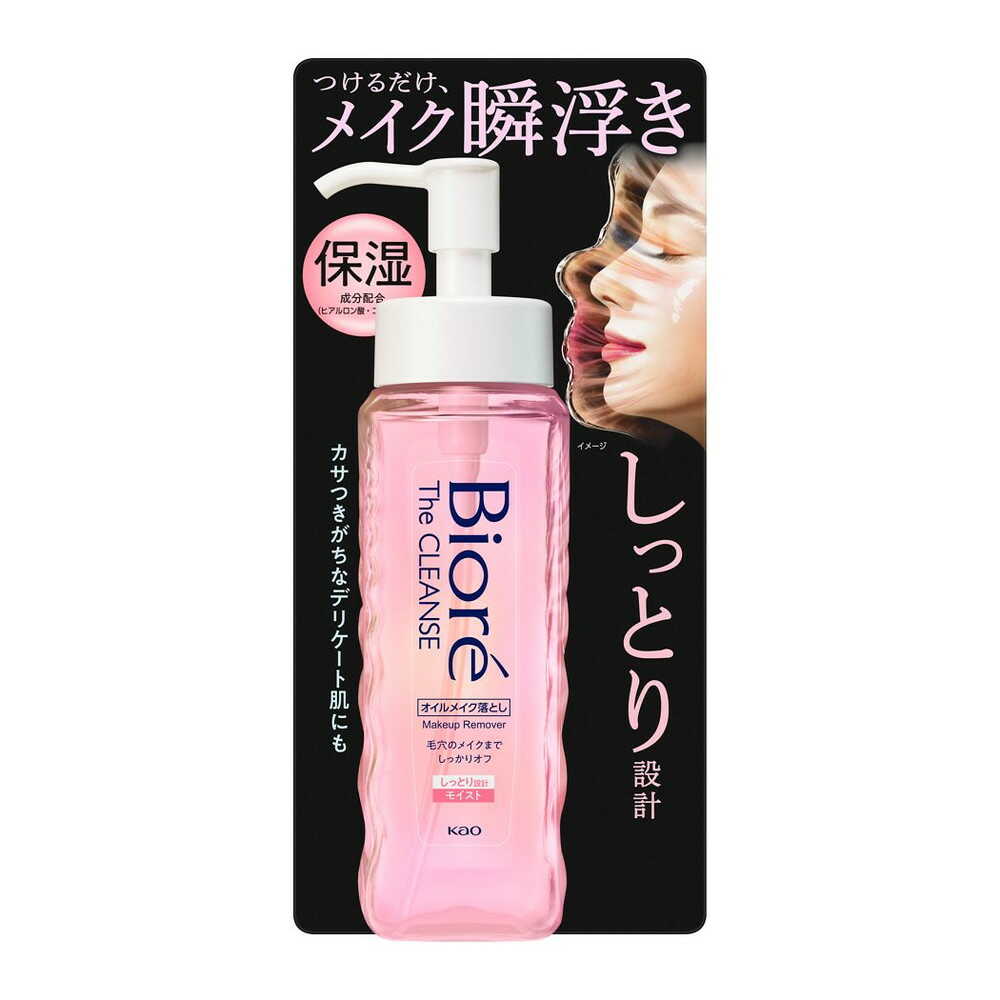 つけるだけ、
メイク瞬浮き
保湿
成分配合
(ヒアルロン酸・コ
イメージ
しっとり設計
カサつきがちなデリケート肌にも
Bioré
The CLEANSE
オイルメイク落とし
Makeup Remover
毛穴のメイクまで
しっかりオフ
しっとり設計
モイスト
Kao